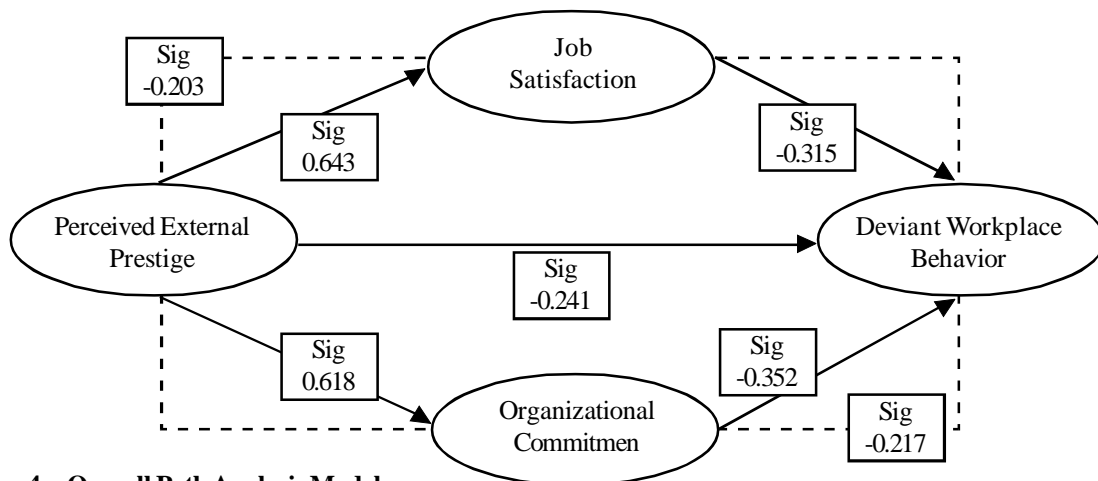 Sig
-0.203
Job
Satisfaction
Sig
0.643
Sig
-0.315
Perceived External
Prestige
Deviant Workplace
Behavior
Sig
-0.241
Sig
0.618
Sig
-0.352
Organizational
Commitmen
Sig
-0.217